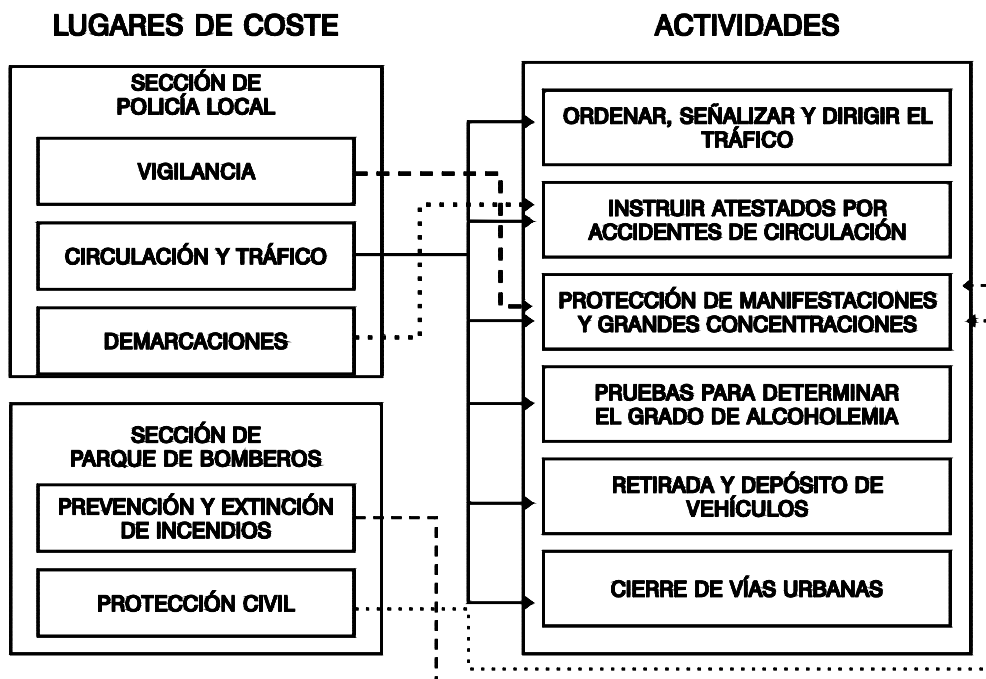 LUGARES DE COSTE
SECCIÓN DE
POLICÍA LOCAL
VIGILANCIA
CIRCULACIÓN Y TRÁFICO
DEMARCACIONES
SECCIÓN DE
PARQUE DE BOMBEROS
PREVENCIÓN Y EXTINCIÓN
DE INCENDIOS
PROTECCIÓN CIVIL
ACTIVIDADES
ORDENAR, SEÑALIZAR Y DIRIGIR EL
TRÁFICO
INSTRUIR ATESTADOS POR
ACCIDENTES DE CIRCULACIÓN
PROTECCIÓN DE MANIFESTACIONES
Y GRANDES CONCENTRACIONES
PRUEBAS PARA DETERMINAR
EL GRADO DE ALCOHOLEMIA
RETIRADA Y DEPÓSITO DE
VEHÍCULOS
CIERRE DE VÍAS URBANAS